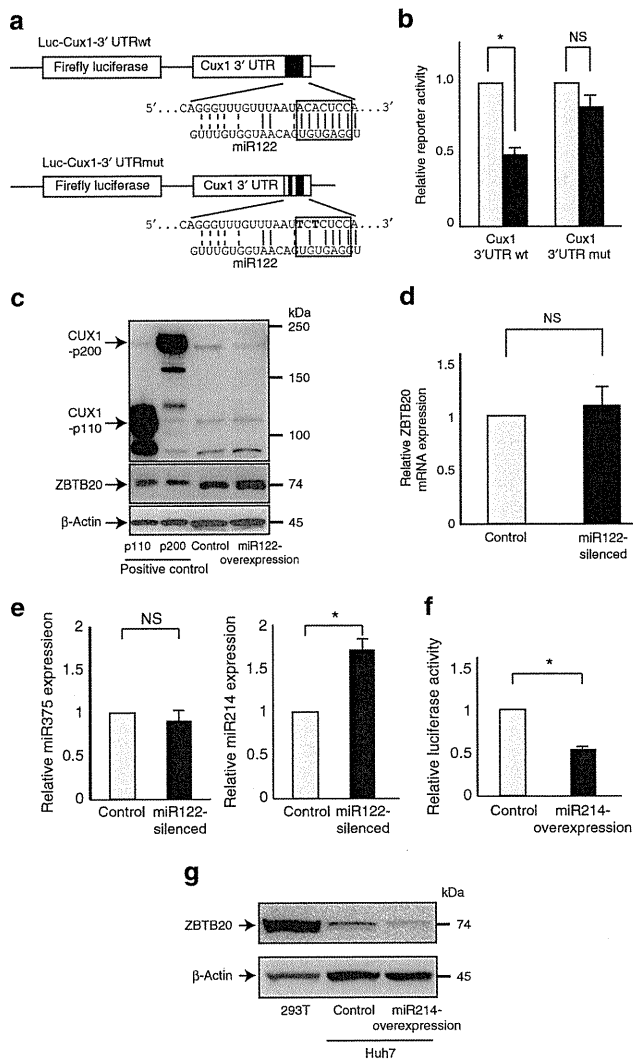 a
Luc-Cux1-3′ UTRwt
Firefly luciferase
Cux1 3′ UTR
5′...CAGGGUUUGUUUAAUACACUCCA...3′
GUUUGUGGUAACAGUGUGAGGU
miR122
Luc-Cux1-3′ UTRmut
Firefly luciferase
Cux1 3′ UTR
5′...CAGGGUUUGUUUAAUTCTCUCCA...3′
GUUUGUGGUAACAGUGUGAGGU
miR122
b
Relative reporter activity
1.0
0.5
0
*
NS
Cux1
3′UTR wt
Cux1
3′UTR mut
c
kDa
CUX1
-p200
250
150
CUX1
-p110
100
ZBTB20
74
β-Actin
45
p110 p200 Control miR122-
overexpression
Positive control
d
Relative ZBTB20
mRNA expression
1.5
1
0.5
0
NS
Control
miR122-
silenced
e
Relative miR375 expressieon
2
1.5
1
0.5
0
NS
Control miR122-
silenced
Relative miR214 expression
2
1.5
1
0.5
0
*
Control miR122-
silenced
f
Relative luciferase activity
1.5
1
0.5
0
*
Control miR214-
overexpression
g
kDa
ZBTB20
74
β-Actin
45
293T Control miR214-
overexpression
Huh7